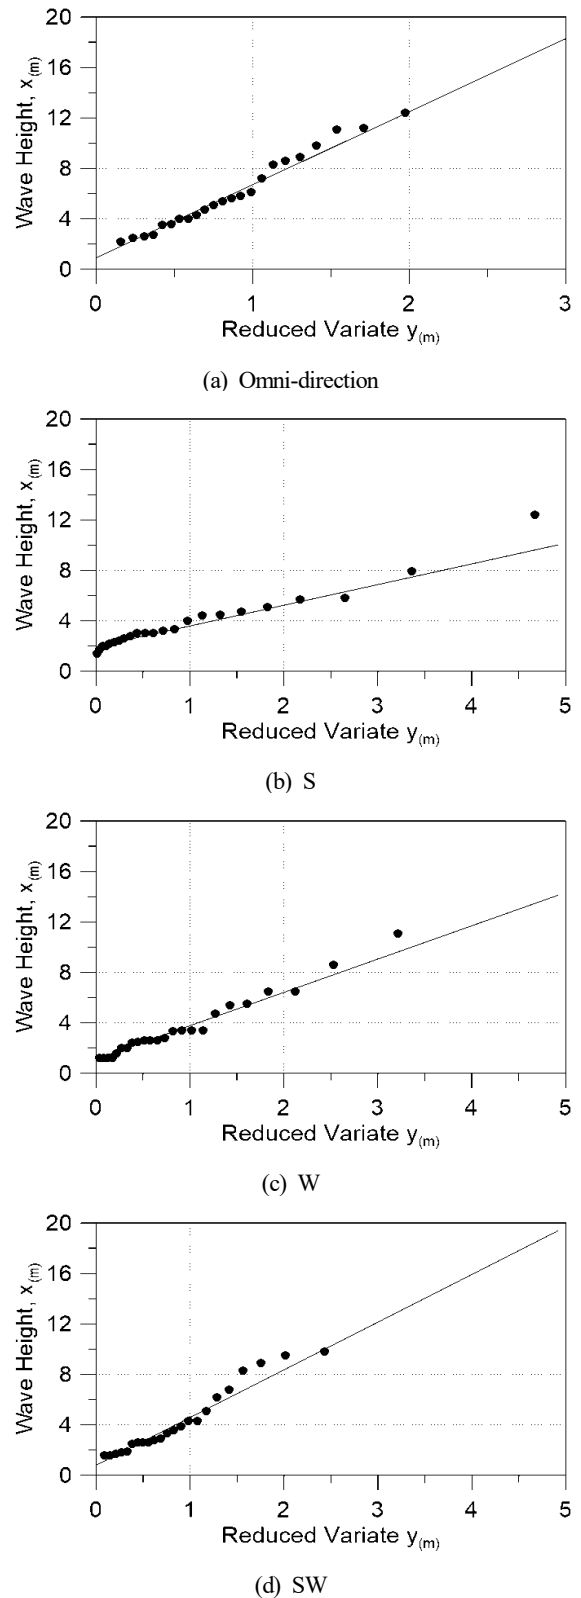 20
16
12
8
4
0
Wave Height, x(m)
0 1 2 3
Reduced Variate y(m)
(a) Omni-direction
20
16
12
8
4
0
Wave Height, x(m)
0 1 2 3 4 5
Reduced Variate y(m)
(b) S
20
16
12
8
4
0
Wave Height, x(m)
0 1 2 3 4 5
Reduced Variate y(m)
(c) W
20
16
12
8
4
0
Wave Height, x(m)
0 1 2 3 4 5
Reduced Variate y(m)
(d) SW